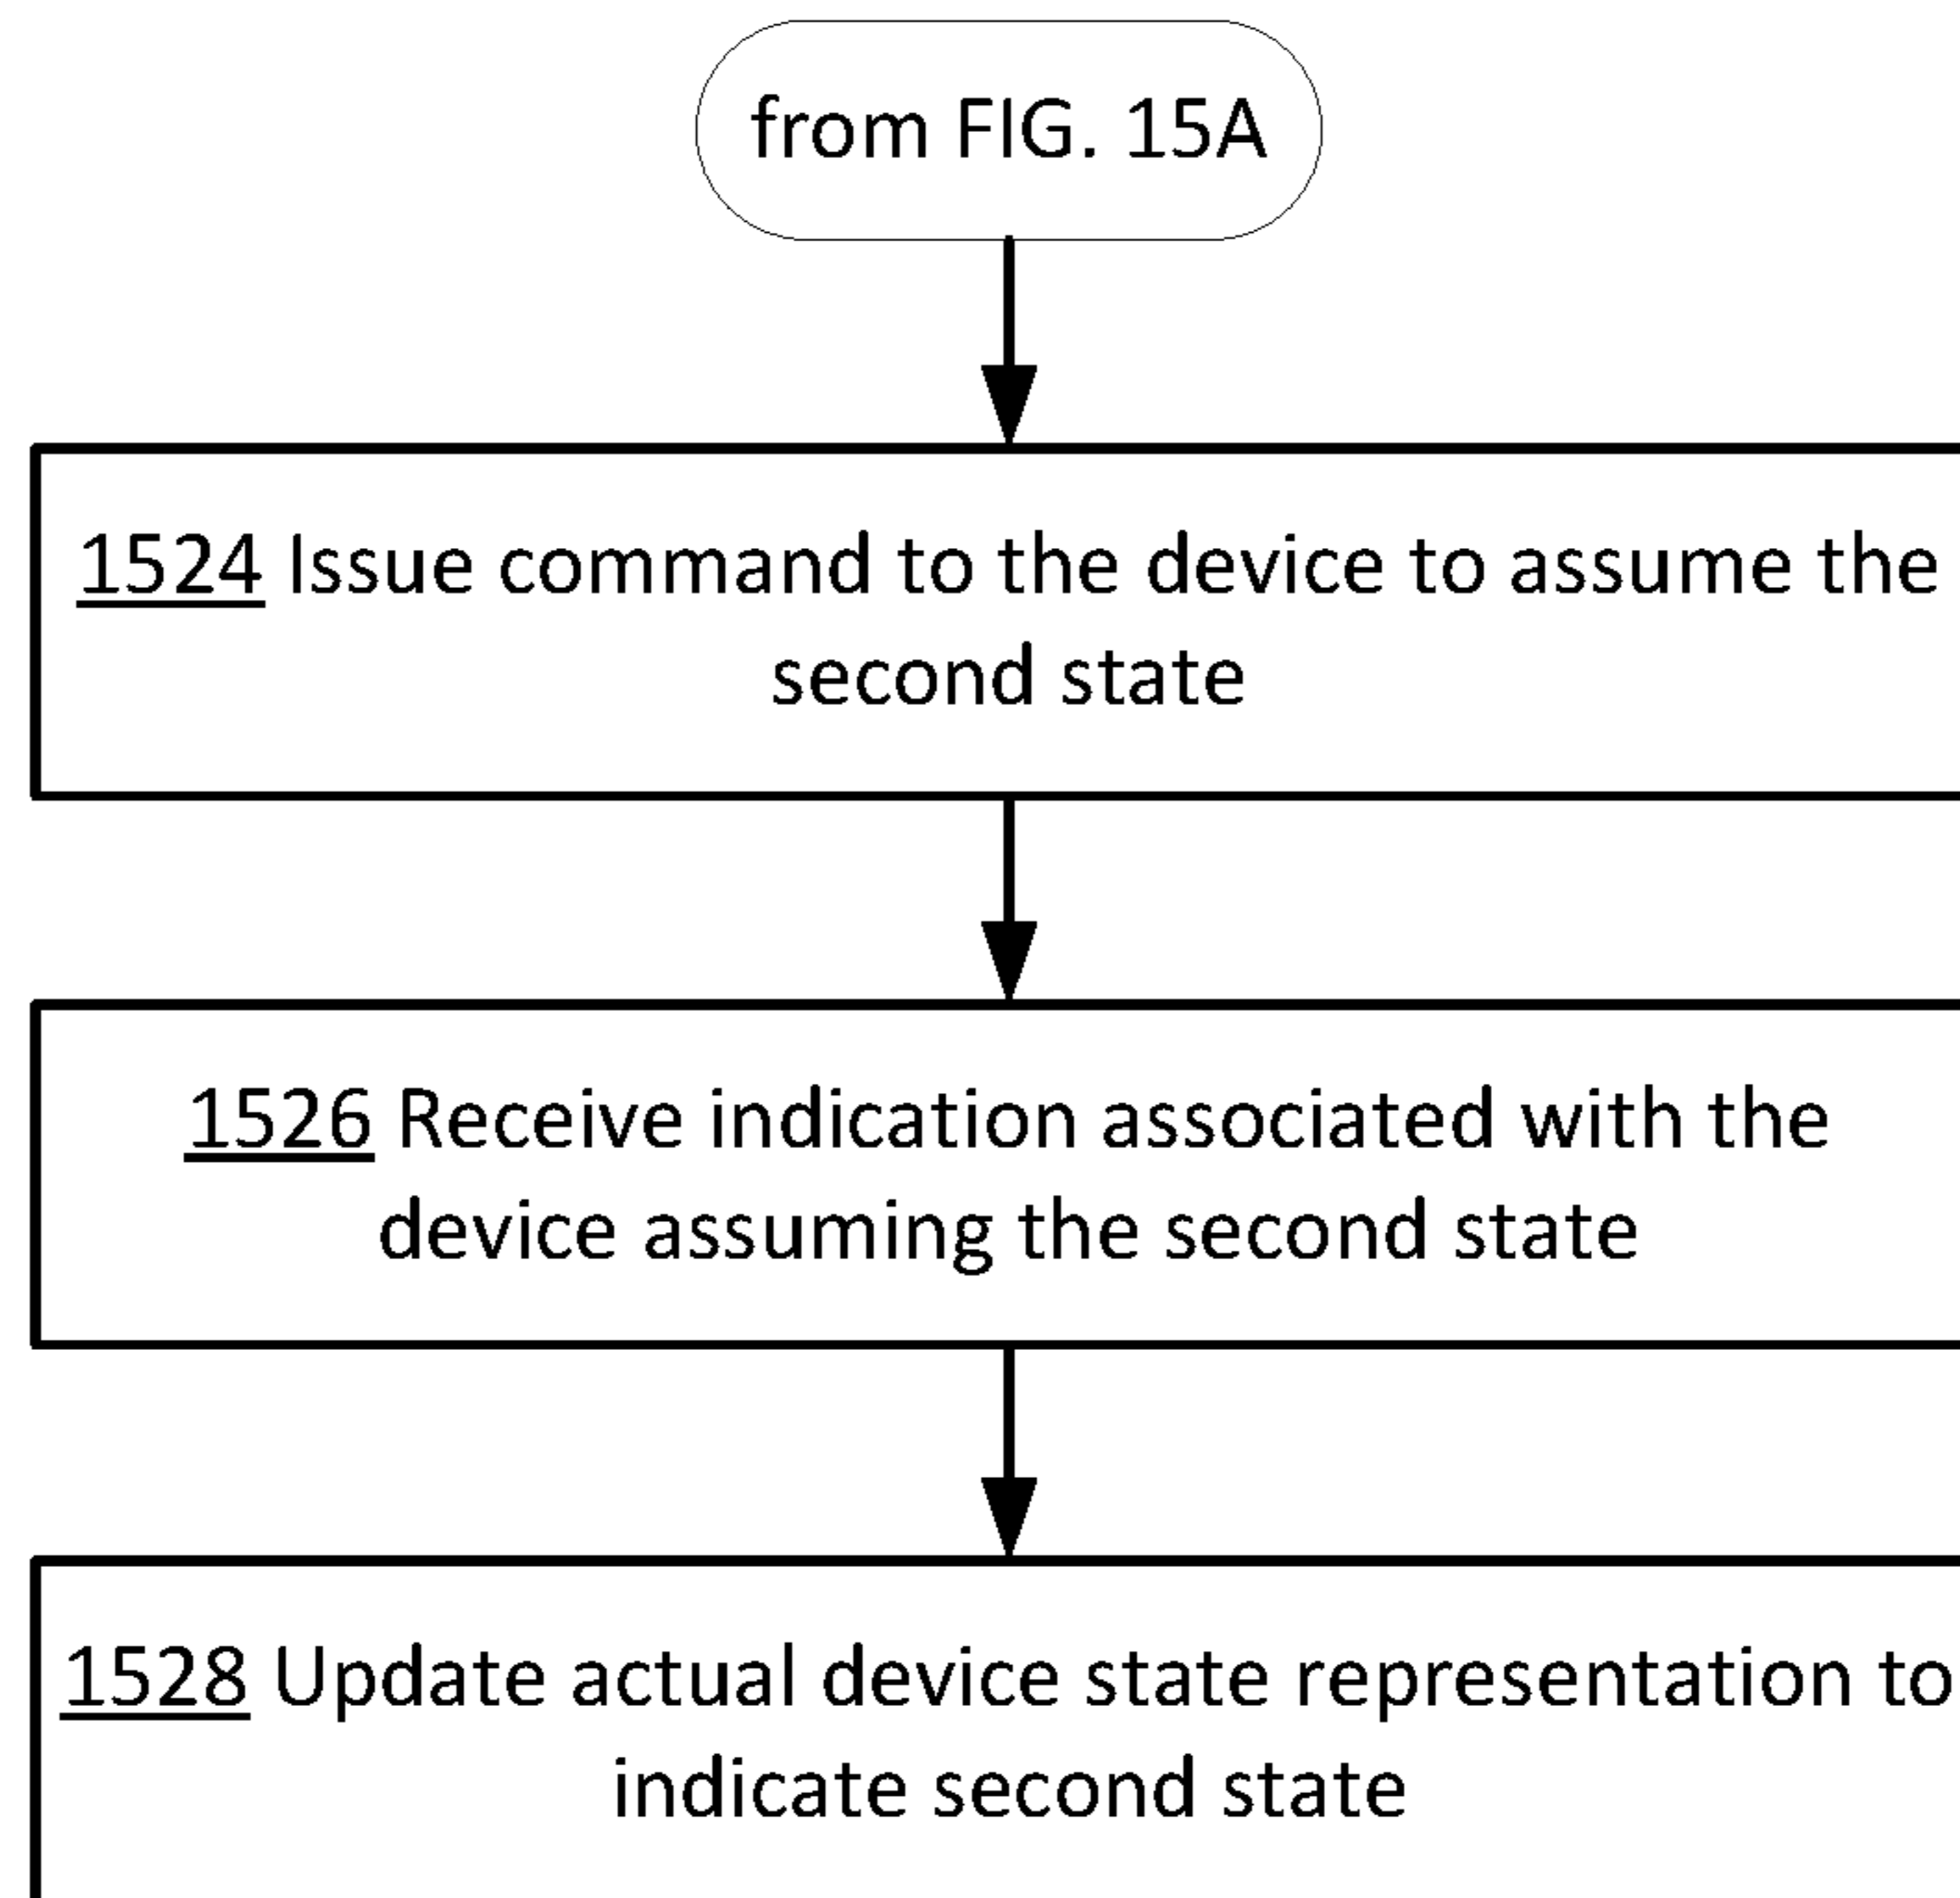 from FIG. 15A
1524 Issue command to the device to assume the
second state
1526 Receive indication associated with the
device assuming the second state
1528 Update actual device state representation to
indicate second state